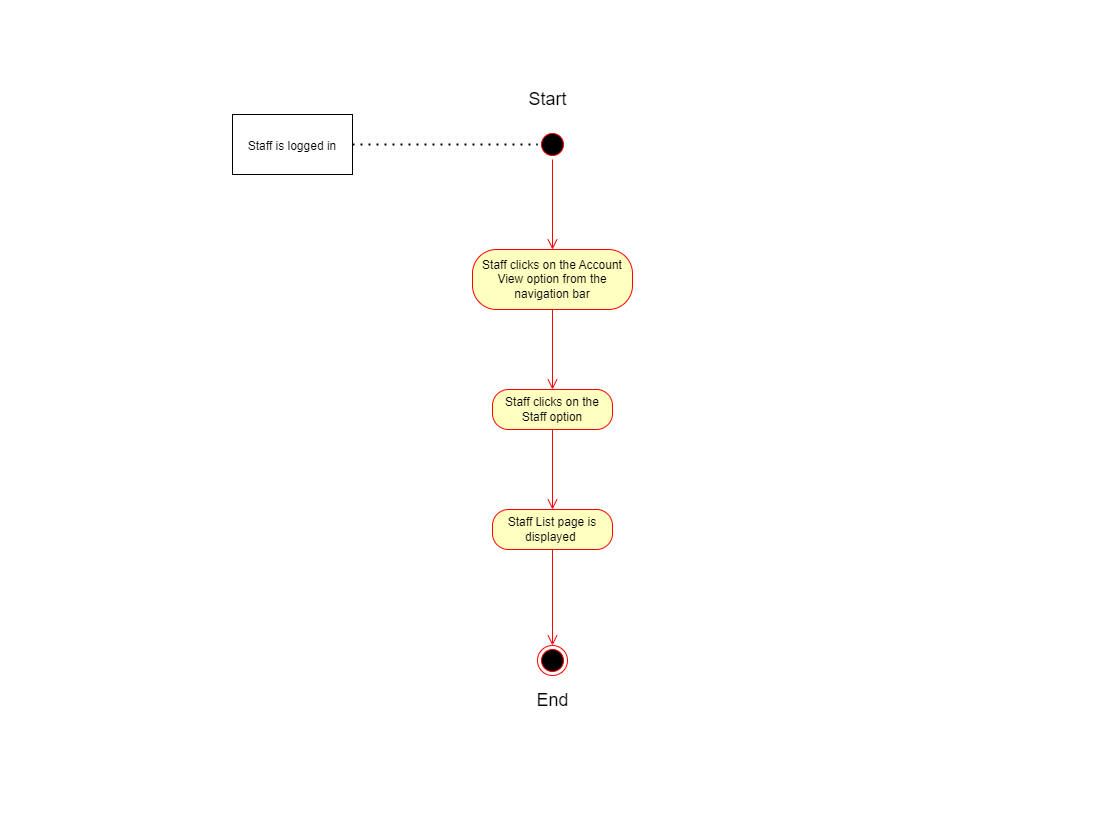 Start
Staff is logged in
Staff clicks on the Account
View option from the
navigation bar
Staff clicks on the
Staff option
Staff List page is
displayed
End